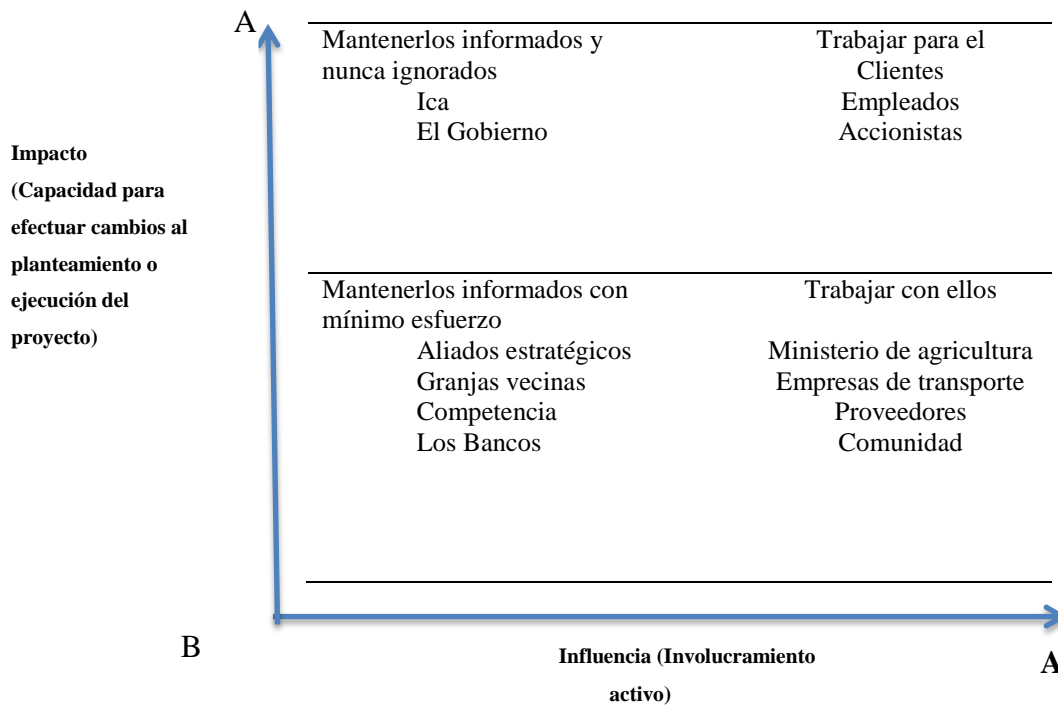 A
Mantenerlos informados y
nunca ignorados
Ica
El Gobierno
Trabajar para el
Clientes
Empleados
Accionistas
Impacto
(Capacidad para
efectuar cambios al
planteamiento o
ejecución del
proyecto)
Mantenerlos informados con
mínimo esfuerzo
Aliados estratégicos
Granjas vecinas
Competencia
Los Bancos
Trabajar con ellos
Ministerio de agricultura
Empresas de transporte
Proveedores
Comunidad
B
Influencia (Involucramiento
activo)
A